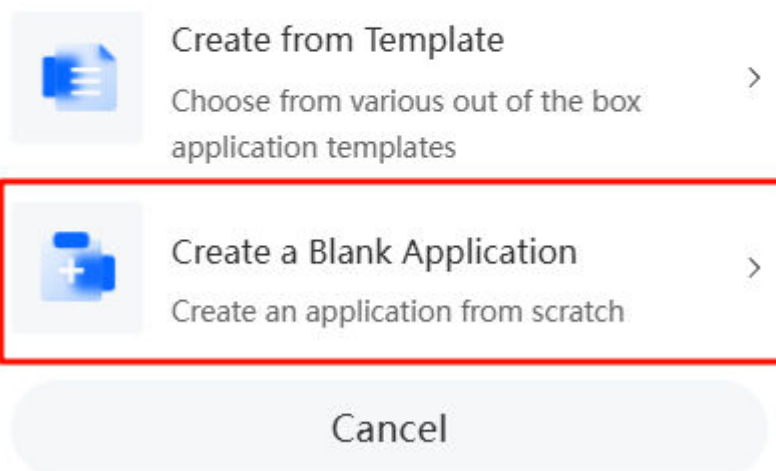 Create from Template
Choose from various out of the box
application templates
Create a Blank Application
Create an application from scratch
Cancel